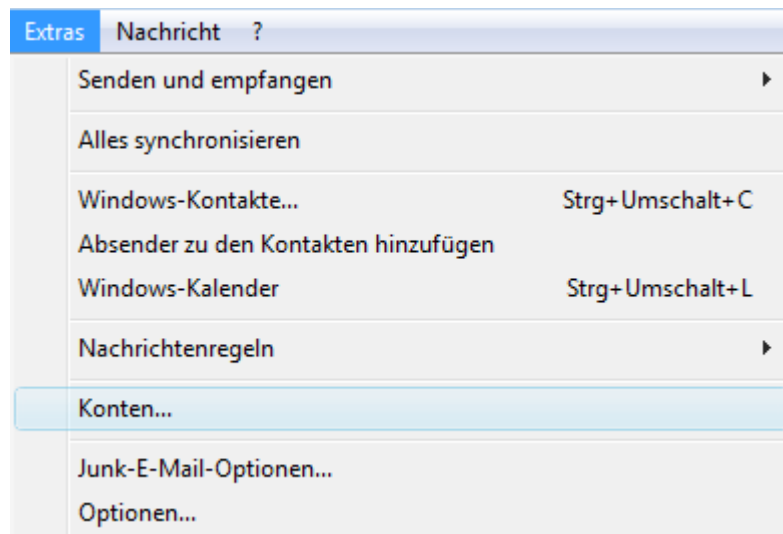 Extras Nachricht ?
Senden und empfangen
Alles synchronisieren
Windows-Kontakte... Strg+Umschalt+C
Absender zu den Kontakten hinzufügen
Windows-Kalender Strg+Umschalt+L
Nachrichtenregeln
Konten...
Junk-E-Mail-Optionen...
Optionen...